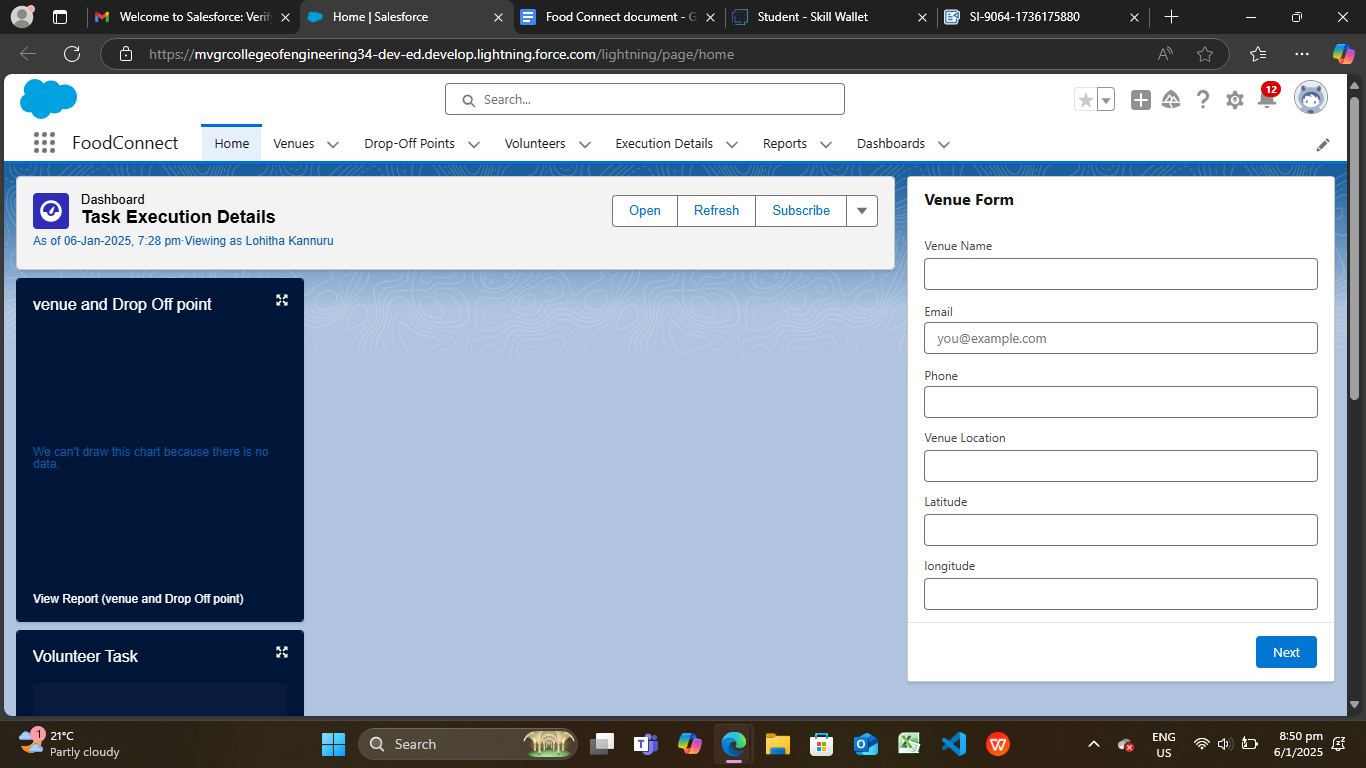 Welcome to Salesforce: Verify
Home | Salesforce
Food Connect document - G
Student - Skill Wallet
SI-9064-1736175880
https://mvgrcollegeofengineering34-dev-ed.develop.lightning.force.com/lightning/page/home
Search...
12
FoodConnect
Home
Venues
Drop-Off Points
Volunteers
Execution Details
Reports
Dashboards
Dashboard
Task Execution Details
As of 06-Jan-2025, 7:28 pm·Viewing as Lohitha Kannuru
Open
Refresh
Subscribe
venue and Drop Off point
We can't draw this chart because there is no
data.
View Report (venue and Drop Off point)
Volunteer Task
Venue Form
Venue Name
Email
you@example.com
Phone
Venue Location
Latitude
longitude
Next
1
21°C
Partly cloudy
Search
ENG
US
8:50 pm
6/1/2025